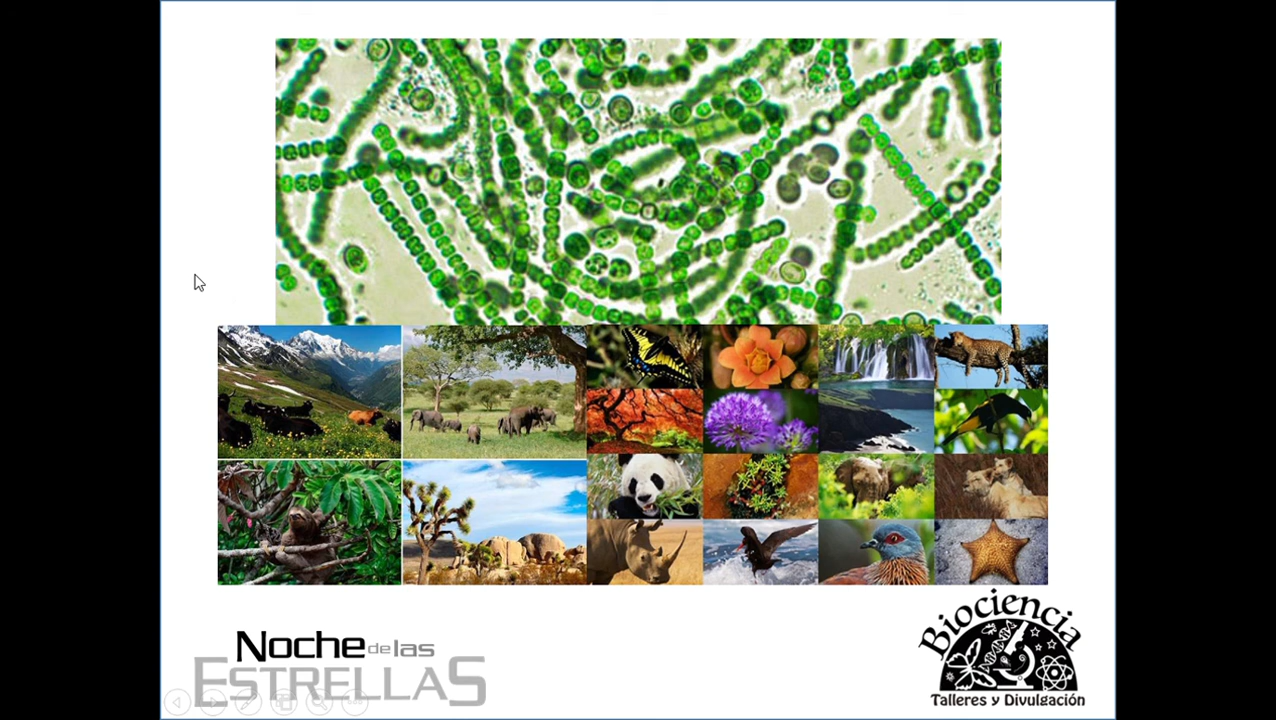 Noche de las
ESTRELLAS
Biociencia
Talleres y Divulgación